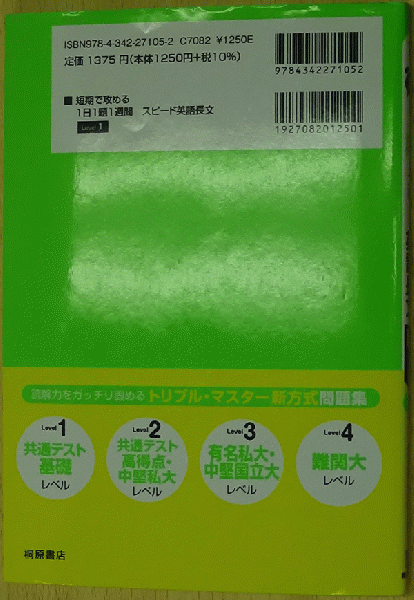 ISBN978-4-342-27105-2 C7082 ¥1250E
定価 1375円(本体1250円+税10%)
9784342271052
■ 短期で攻める
1日1題1週間 スピード英語長文
Level 1
1927082012501
読解力をガッチリ固める トリプル・マスター新方式問題集
Level 1
共通テスト
基礎
レベル
Level 2
共通テスト
高得点・
中堅私大
レベル
Level 3
有名私大・
中堅国立大
レベル
Level 4
難関大
レベル
桐原書店